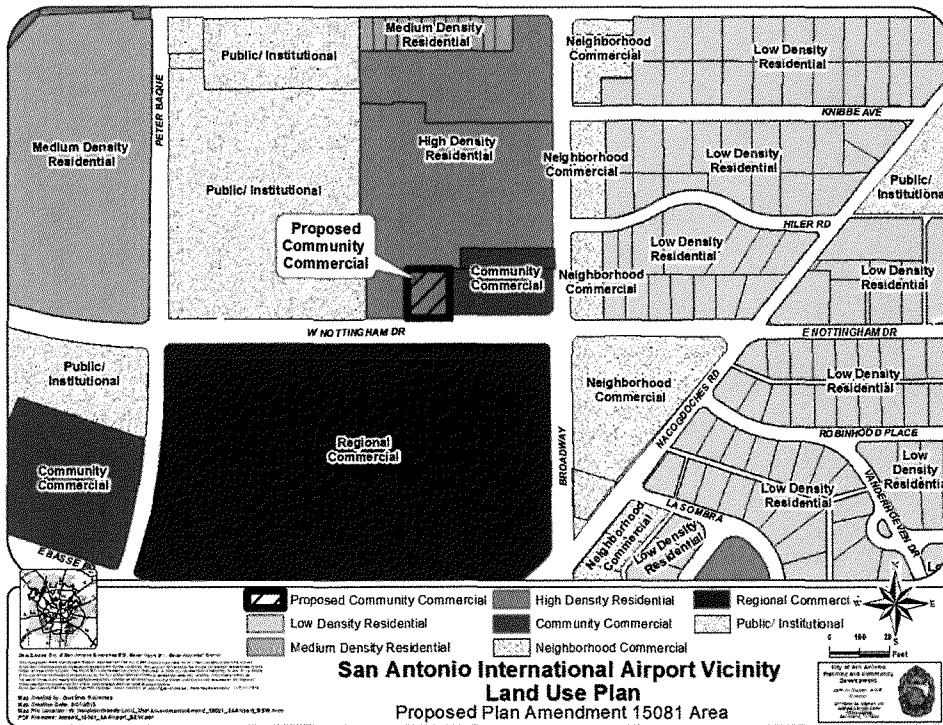 Medium Density
Residential
Public/ Institutional
Neighborhood
Commercial
Low Density
Residential
PETER BAQUE
KNIBBE AVE
Medium Density
Residential
High Density
Residential
Neighborhood
Commercial
Low Density
Residential
Public/
Institutional
Public/ Institutional
HILER RD
Proposed
Community
Commercial
Low Density
Residential
Community
Commercial
Neighborhood
Commercial
Low Density
Residential
W NOTTINGHAM DR
E NOTTINGHAM DR
Public/
Institutional
Neighborhood
Commercial
NACOGDOCHES RD
Low Density
Residential
ROBINHOOD PLACE
Regional
Commercial
BROADWAY
Community
Commercial
Low
Density
Residential
Low Density
Residential
VANDERHOEVEN DR
LA SOMBRA
E BASSE
Neighborhood
Commercial
Low Density
Residential
Proposed Community Commercial
High Density Residential
Regional Commerci
Low Density Residential
Community Commercial
Public/ Institutional
Medium Density Residential
Neighborhood Commercial
E
S
Feet
San Antonio International Airport Vicinity
Land Use Plan
Proposed Plan Amendment 15081 Area